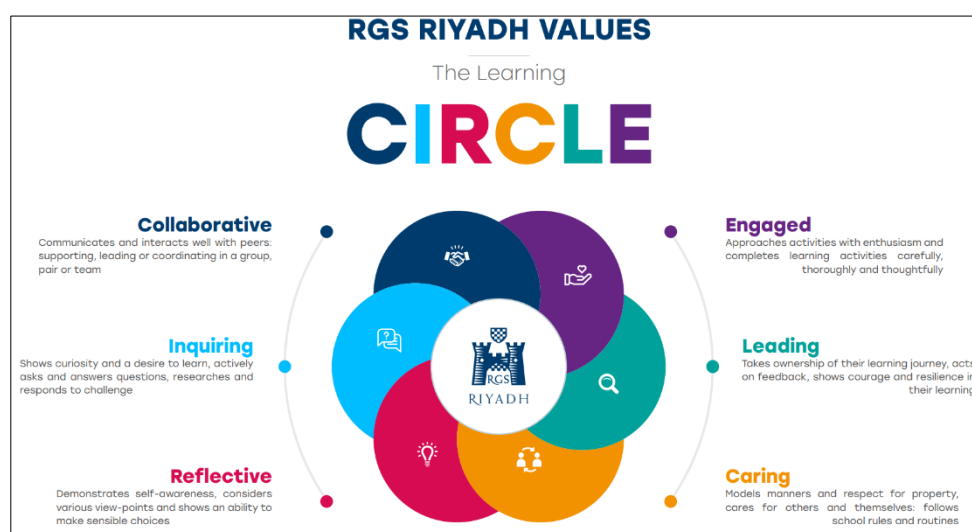 RGS RIYADH VALUES
The Learning
CIRCLE
Collaborative
Communicates and interacts well with peers:
supporting, leading or coordinating in a group,
pair or team
Inquiring
Shows curiosity and a desire to learn, actively
asks and answers questions, researches and
responds to challenge
Reflective
Demonstrates self-awareness, considers
various view-points and shows an ability to
make sensible choices
RGS
RIYADH
Engaged
Approaches activities with enthusiasm and
completes learning activities carefully,
thoroughly and thoughtfully
Leading
Takes ownership of their learning journey, acts
on feedback, shows courage and resilience in
their learning
Caring
Models manners and respect for property,
cares for others and themselves: follows
school rules and routines